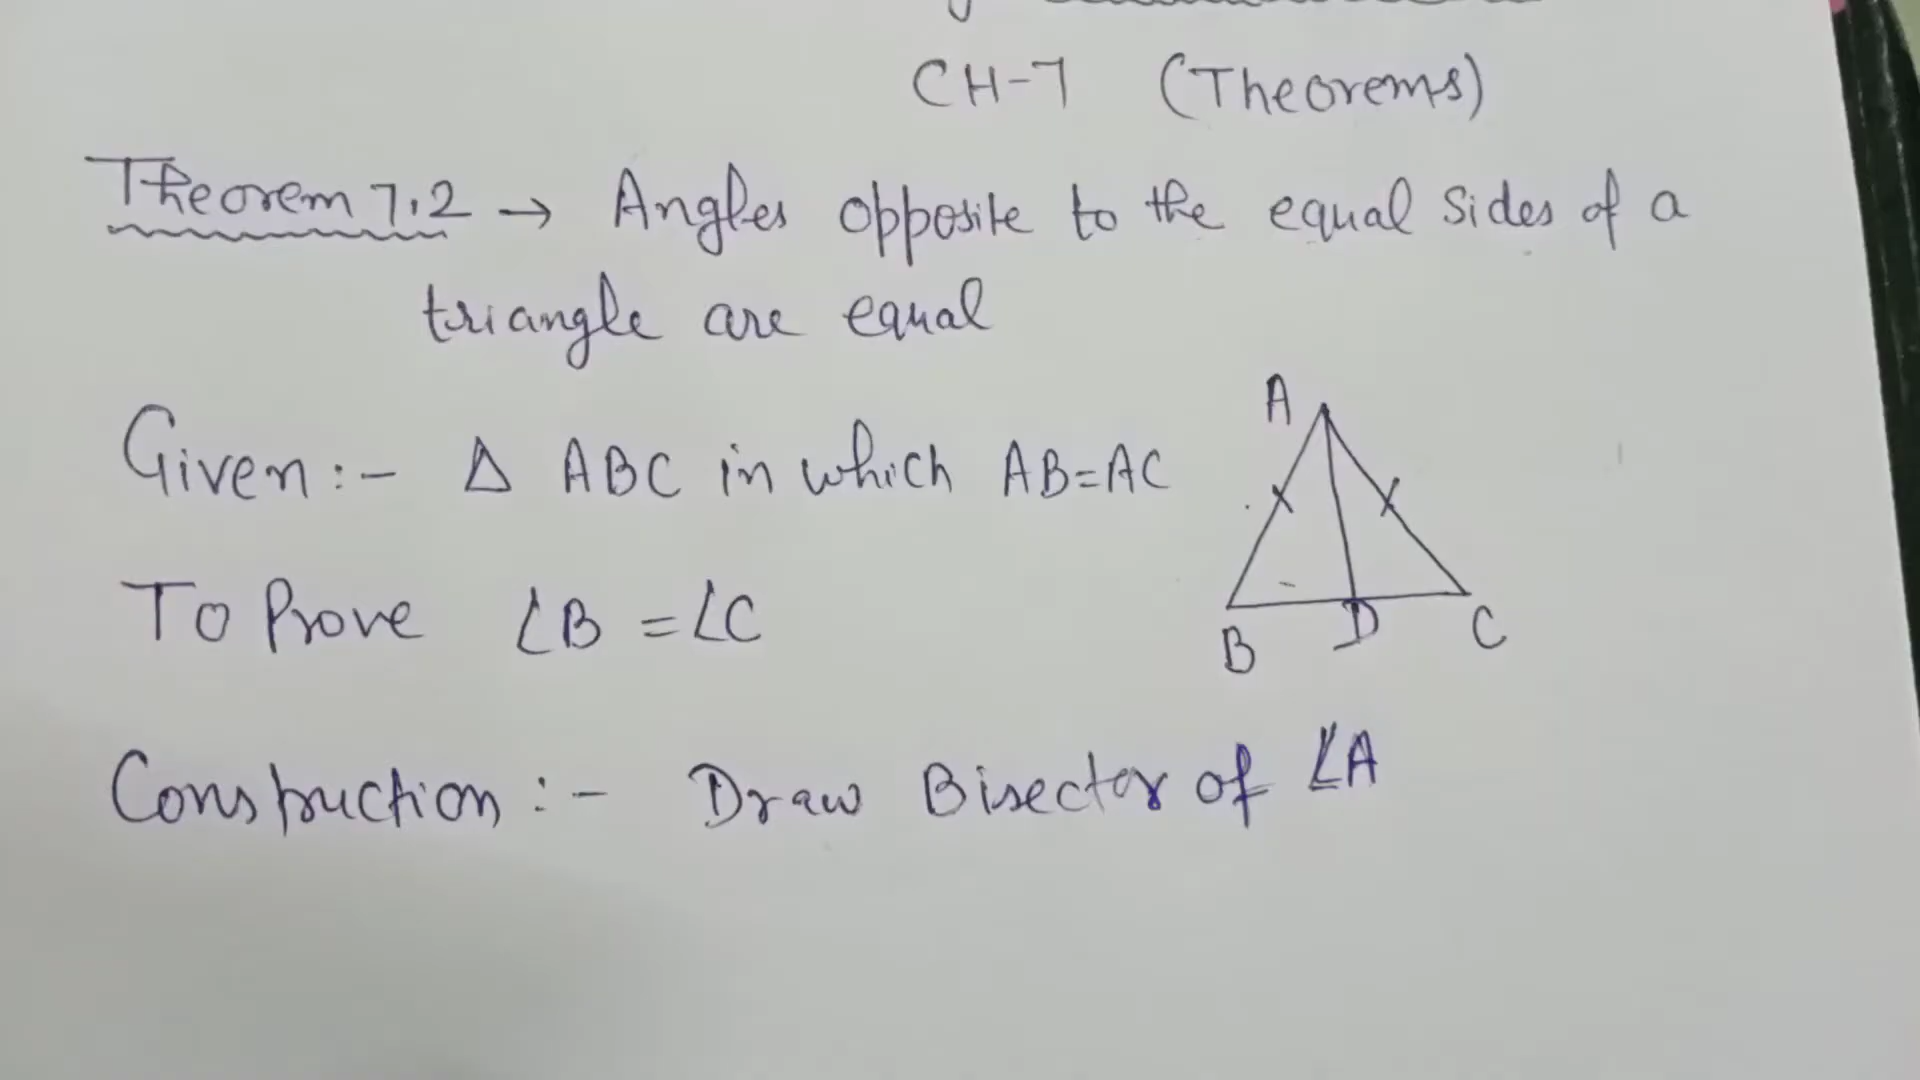 CH-7 (Theorems)
Theorem 7.2 → Angles opposite to the equal sides of a
triangle are equal
Given :- Δ ABC in which AB=AC
To Prove ∠B = ∠C
Construction :- Draw Bisector of ∠A
A
B
D
C